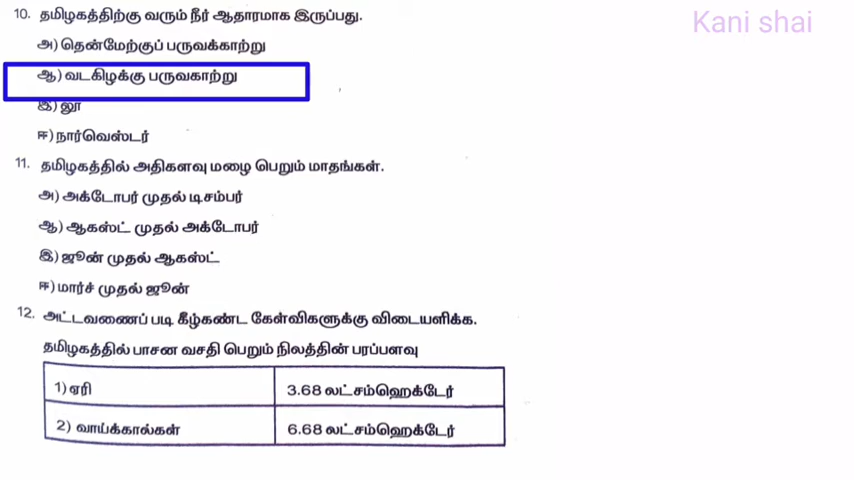 Kani shai
10. தமிழகத்திற்கு வரும் நீர் ஆதாரமாக இருப்பது.
அ) தென்மேற்குப் பருவக்காற்று
ஆ) வடகிழக்கு பருவகாற்று
இ) லூ
ஈ) நார்வெஸ்டர்
11. தமிழகத்தில் அதிகளவு மழை பெறும் மாதங்கள்.
அ) அக்டோபர் முதல் டிசம்பர்
ஆ) ஆகஸ்ட் முதல் அக்டோபர்
இ) ஜூன் முதல் ஆகஸ்ட்
ஈ) மார்ச் முதல் ஜூன்
12. அட்டவணைப் படி கீழ்கண்ட கேள்விகளுக்கு விடையளிக்க.
தமிழகத்தில் பாசன வசதி பெறும் நிலத்தின் பரப்பளவு
1) ஏரி 3.68 லட்சம்ஹெக்டேர்
2) வாய்க்கால்கள் 6.68 லட்சம்ஹெக்டேர்